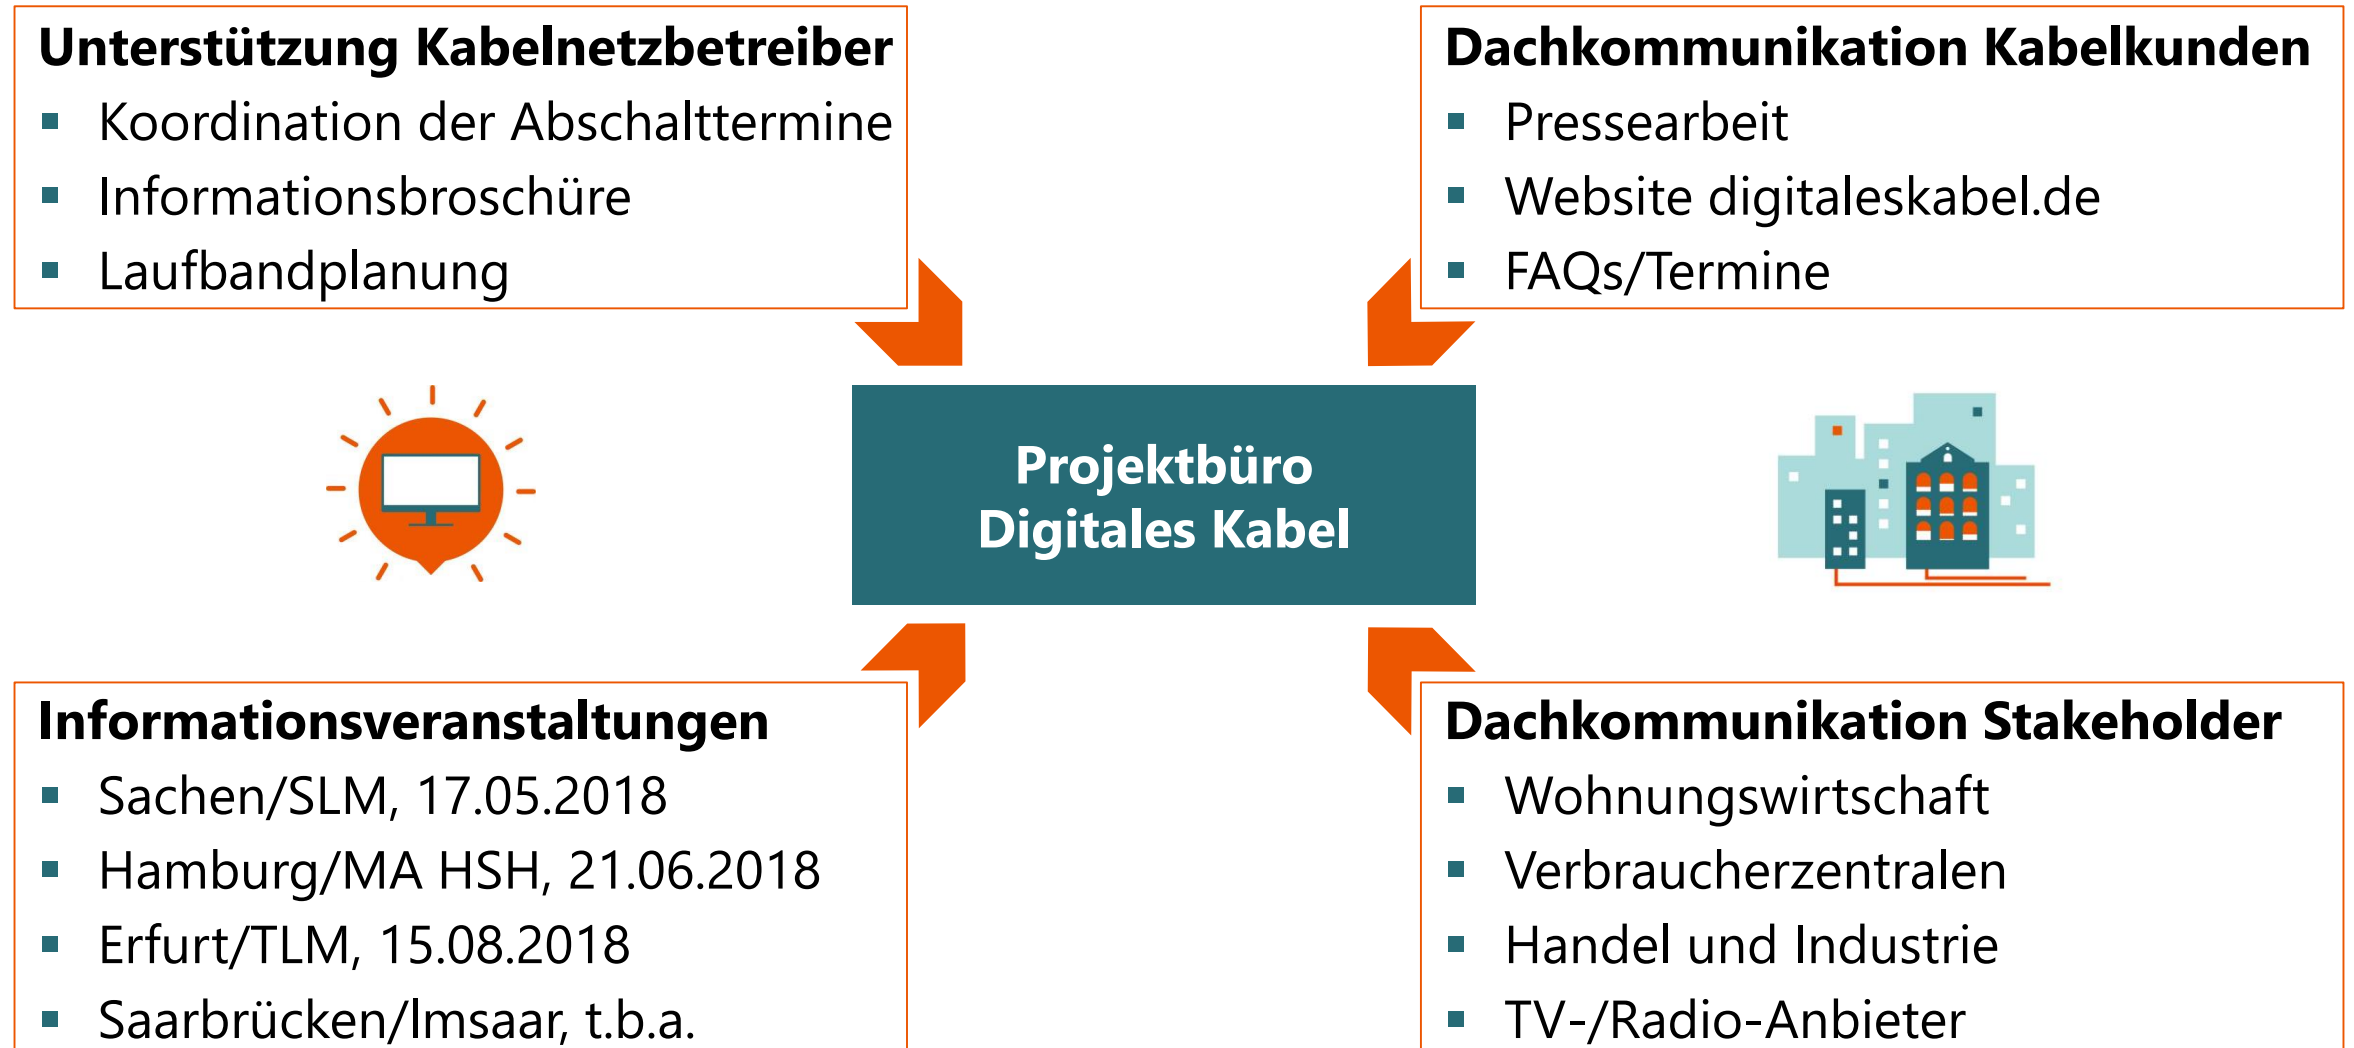 Unterstützung Kabelnetzbetreiber
Koordination der Abschalttermine
Informationsbroschüre
Laufbandplanung
Dachkommunikation Kabelkunden
Pressearbeit
Website digitaleskabel.de
FAQs/Termine
Projektbüro
Digitales Kabel
Informationsveranstaltungen
Sachen/SLM, 17.05.2018
Hamburg/MA HSH, 21.06.2018
Erfurt/TLM, 15.08.2018
Saarbrücken/lmsaar, t.b.a.
Dachkommunikation Stakeholder
Wohnungswirtschaft
Verbraucherzentralen
Handel und Industrie
TV-/Radio-Anbieter